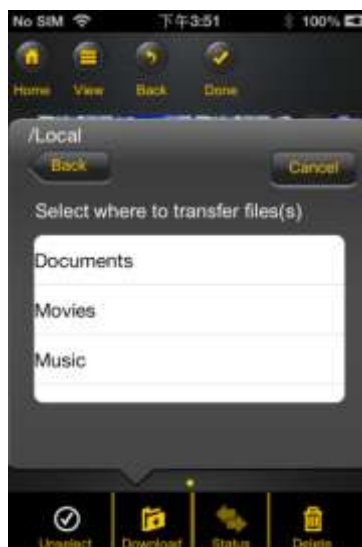 No SIM 下午3:51 100%
Home View Back Done
/Local
Back Cancel
Select where to transfer files(s)
Documents
Movies
Music
Unselect Download Status Delete